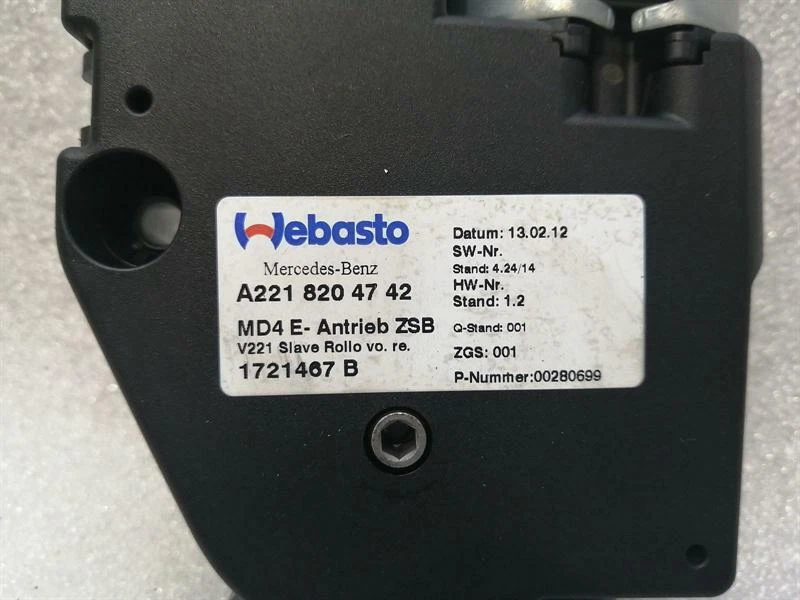 Webasto
Mercedes-Benz
A221 820 47 42
MD4 E- Antrieb ZSB
V221 Slave Rollo vo. re.
1721467 B
Datum: 13.02.12
SW-Nr.
Stand: 4.24/14
HW-Nr.
Stand: 1.2
Q-Stand: 001
ZGS: 001
P-Nummer:00280699